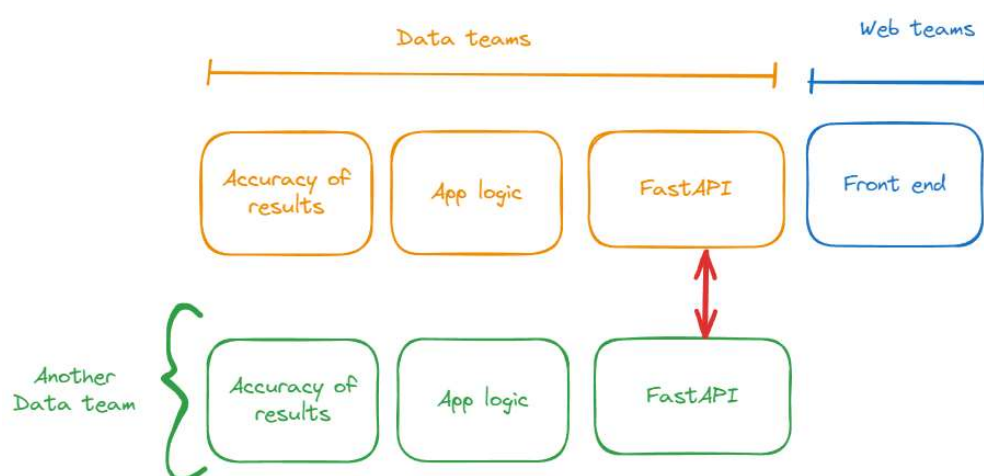 Data teams
Web teams
Accuracy of
results
App logic
FastAPI
Front end
Another
Data team
Accuracy of
results
App logic
FastAPI